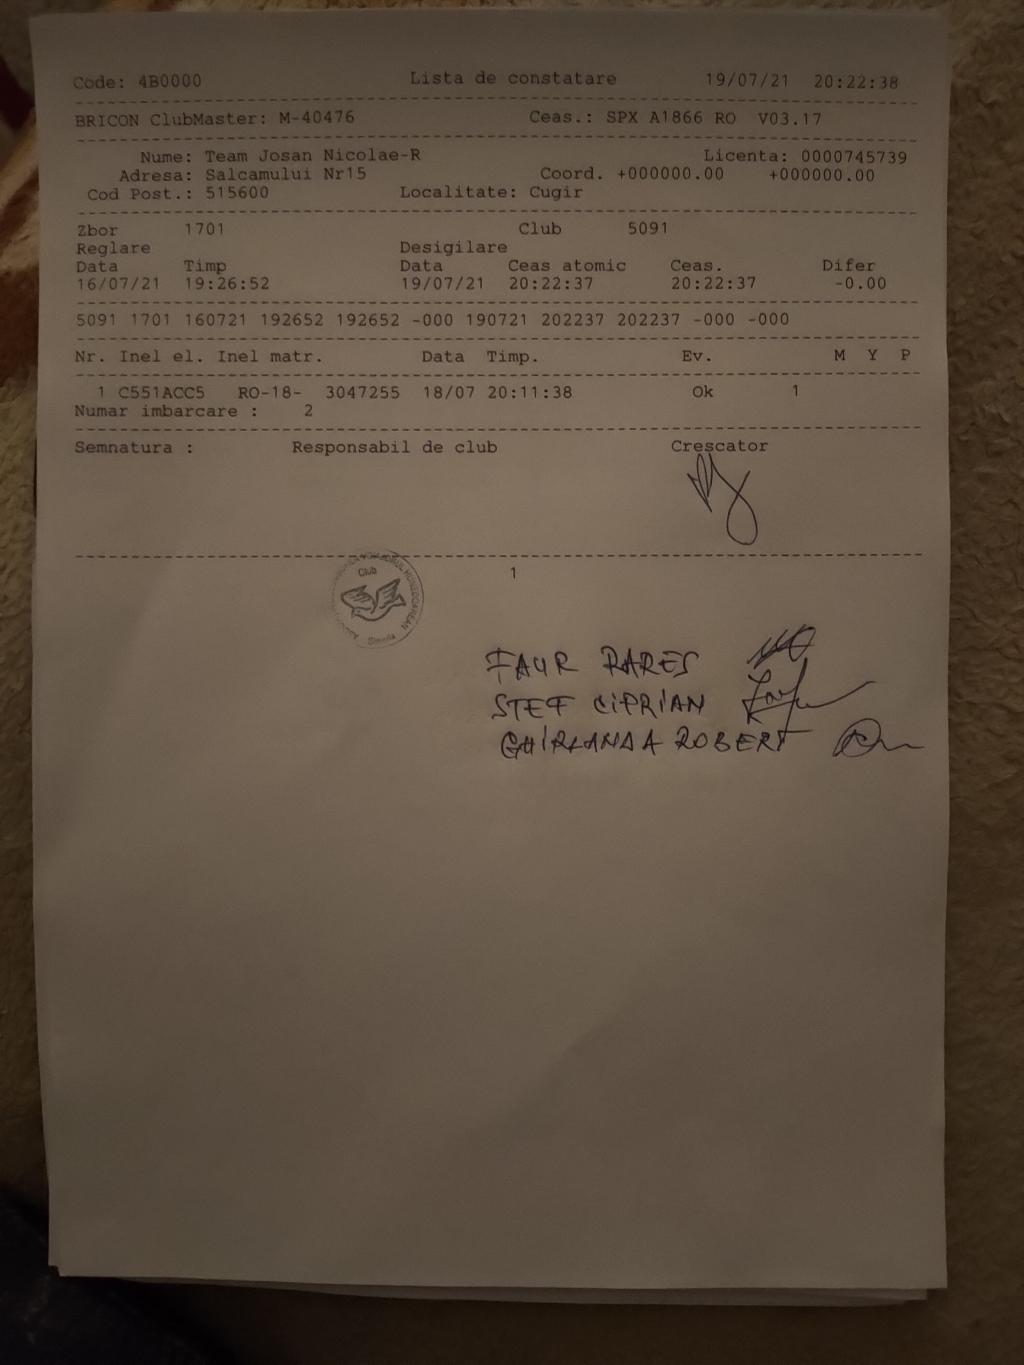 Code: 4B0000 Lista de constatare 19/07/21 20:22:38
BRICON ClubMaster: M-40476 Ceas.: SPX A1866 RO V03.17
Nume: Team Josan Nicolae-R Licenta: 0000745739
Adresa: Salcamului Nr15 Coord. +000000.00 +000000.00
Cod Post.: 515600 Localitate: Cugir
Zbor 1701 Club 5091
Reglare Desigilare
Data Timp Data Ceas atomic Ceas. Difer
16/07/21 19:26:52 19/07/21 20:22:37 20:22:37 -0.00
5091 1701 160721 192652 192652 -000 190721 202237 202237 -000 -000
Nr. Inel el. Inel matr. Data Timp. Ev. M Y P
1 C551ACC5 RO-18- 3047255 18/07 20:11:38 Ok 1
Numar imbarcare : 2
Semnatura : Responsabil de club Crescator
Club
1
FAUR RARES
STEF CIPRIAN
GHIRLANDA ROBERT